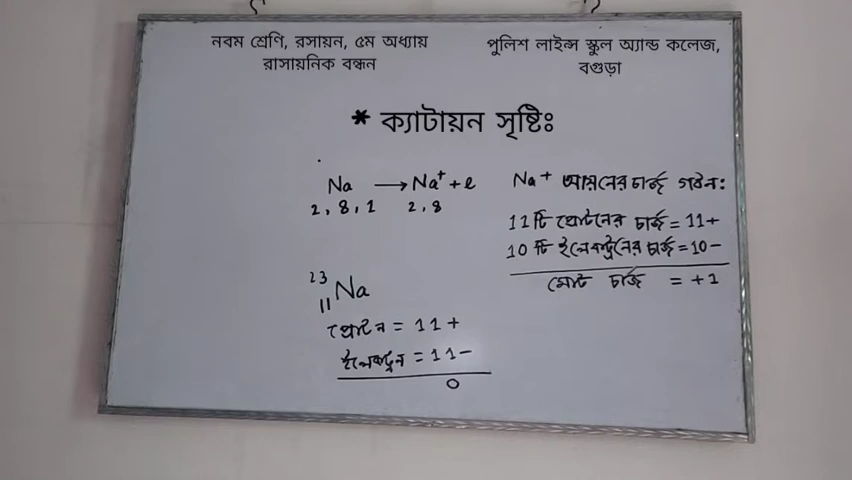 নবম শ্রেণি, রসায়ন, ৫ম অধ্যায়
রাসায়নিক বন্ধন
পুলিশ লাইন্স স্কুল অ্যান্ড কলেজ,
বগুড়া
* ক্যাটায়ন সৃষ্টিঃ
Na → Na⁺ + e
2, 8, 1 2, 8
²³₁₁Na
প্রোটন = 11+
ইলেকট্রন = 11−
0
Na⁺ আয়নের চার্জ গঠন:
11 টি প্রোটনের চার্জ = 11+
10 টি ইলেকট্রনের চার্জ = 10−
মোট চার্জ = +1